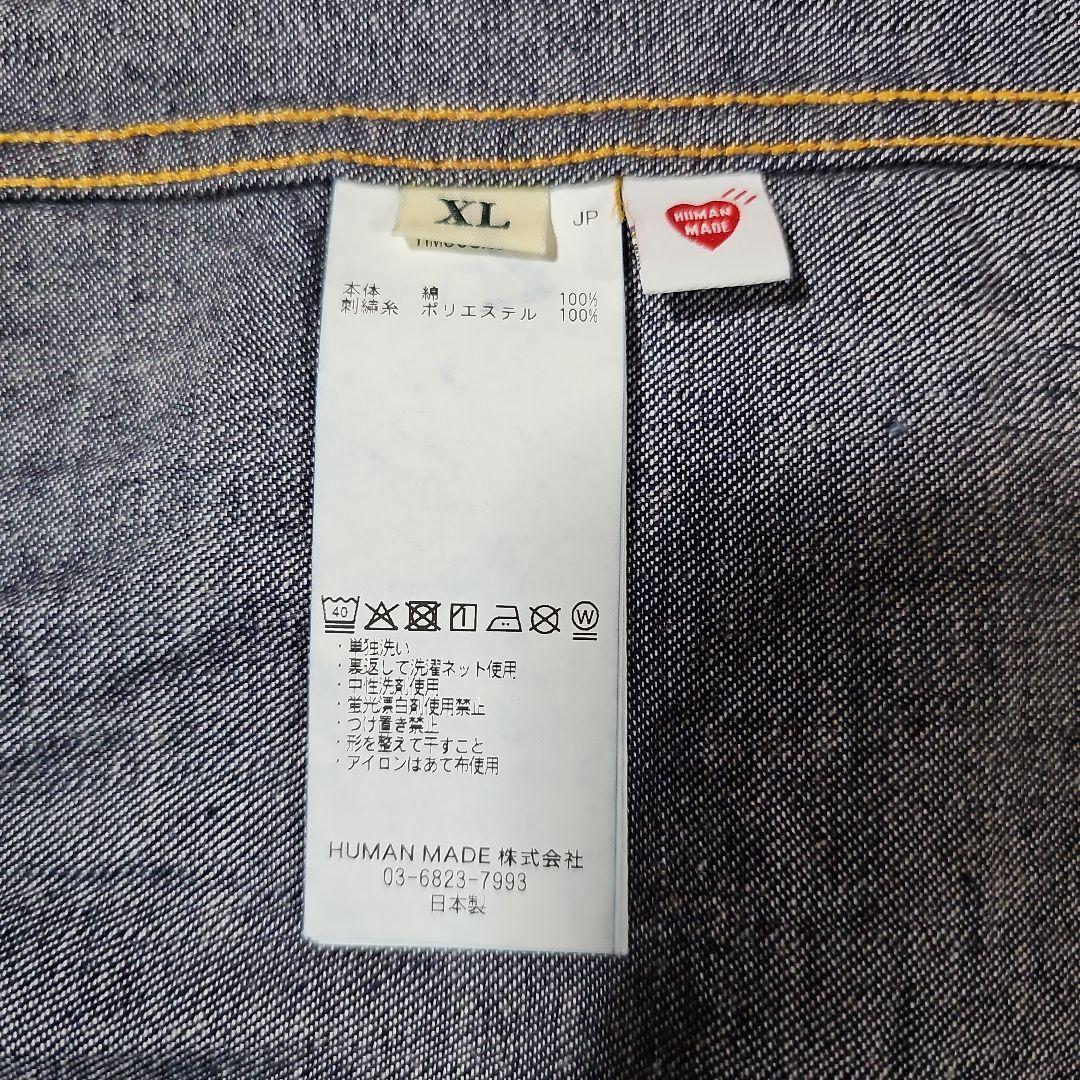 XL
JP
HUMAN
MADE
本体 綿 100%
刺繍糸 ポリエステル 100%
40
W
・単独洗い
・裏返して洗濯ネット使用
・中性洗剤使用
・蛍光漂白剤使用禁止
・つけ置き禁止
・形を整えて干すこと
・アイロンはあて布使用
HUMAN MADE 株式会社
03-6823-7993
日本製